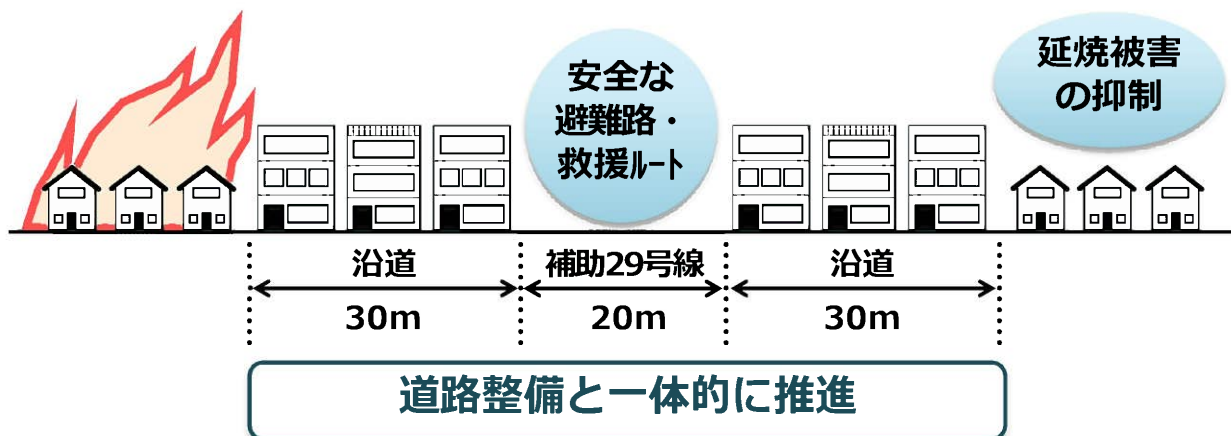 安全な
避難路・
救援ﾙｰﾄ
延焼被害
の抑制
沿道
補助29号線
沿道
30m
20m
30m
道路整備と一体的に推進